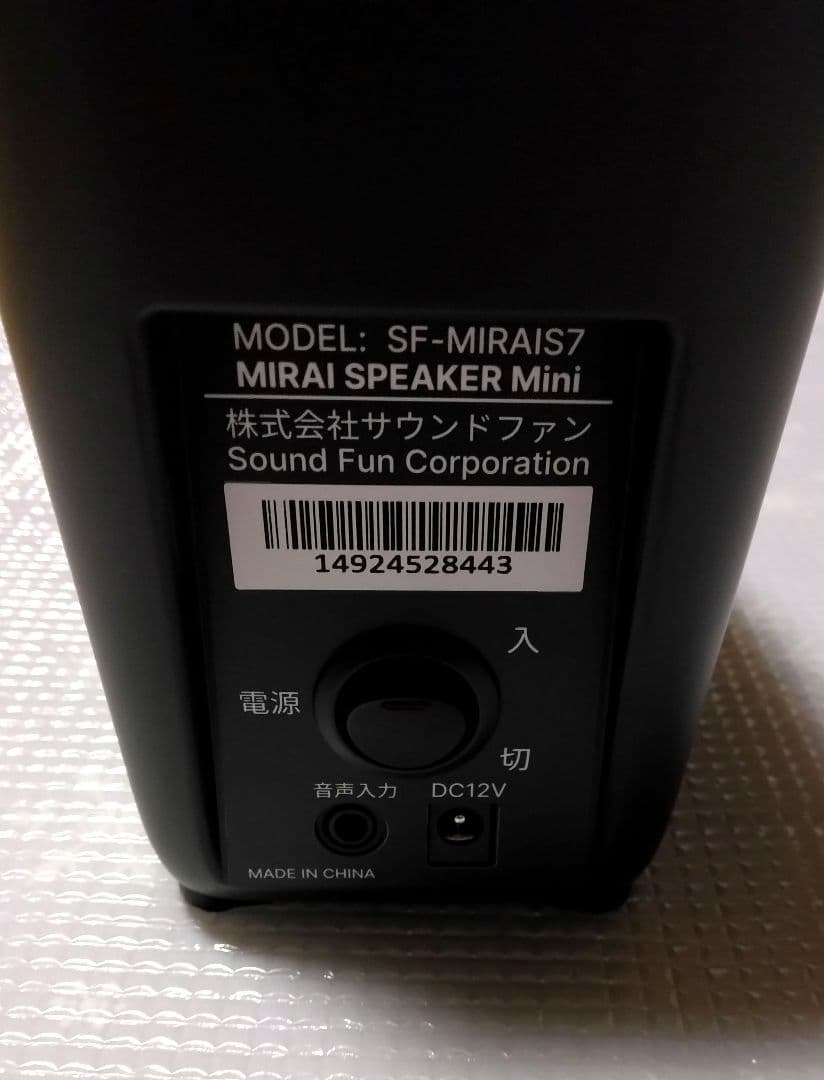 MODEL: SF-MIRAIS7
MIRAI SPEAKER Mini
株式会社サウンドファン
Sound Fun Corporation
14924528443
入
電源
切
音声入力 DC12V
MADE IN CHINA